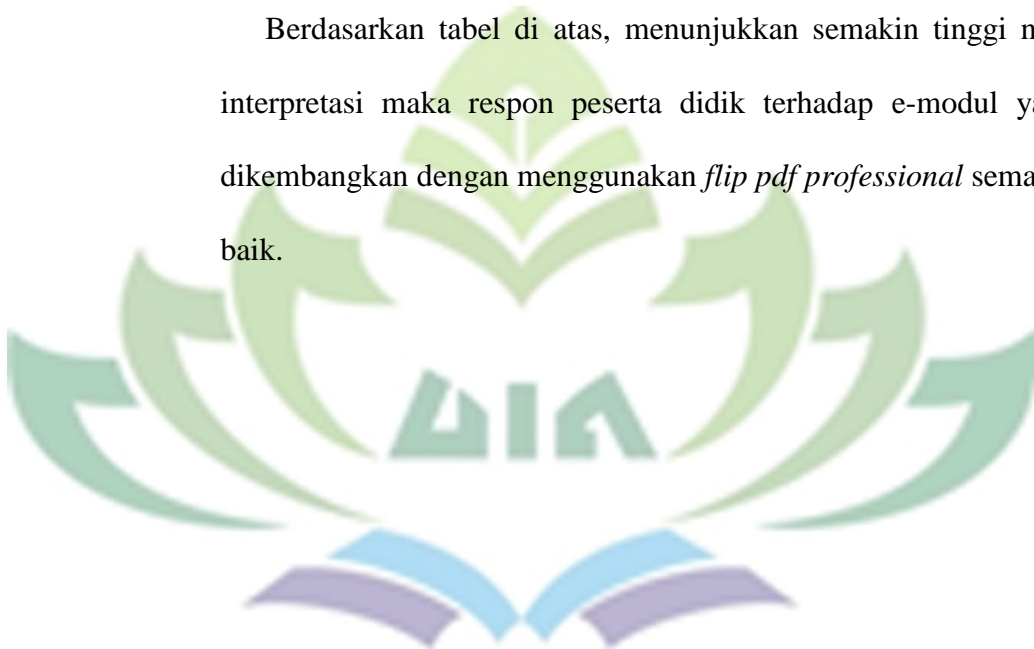 Berdasarkan tabel di atas, menunjukkan semakin tinggi
interpretasi maka respon peserta didik terhadap e-modul
dikembangkan dengan menggunakan flip pdf professional
baik.
UIN